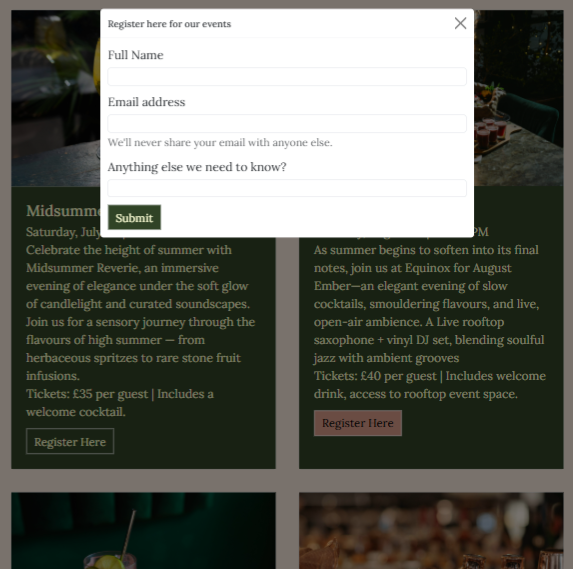 Register here for our events
Full Name
Email address
We'll never share your email with anyone else.
Anything else we need to know?
Submit
Saturday, July
Celebrate the height of summer with
Midsummer Reverie, an immersive
evening of elegance under the soft glow
of candlelight and curated soundscapes.
Join us for a sensory journey through the
flavours of high summer — from
herbaceous spritzes to rare stone fruit
infusions.
Tickets: £35 per guest | Includes a
welcome cocktail.
Register Here
PM
As summer begins to soften into its final
notes, join us at Equinox for August
Ember—an elegant evening of slow
cocktails, smouldering flavours, and live,
open-air ambience. A Live rooftop
saxophone + vinyl DJ set, blending soulful
jazz with ambient grooves
Tickets: £40 per guest | Includes welcome
drink, access to rooftop event space.
Register Here